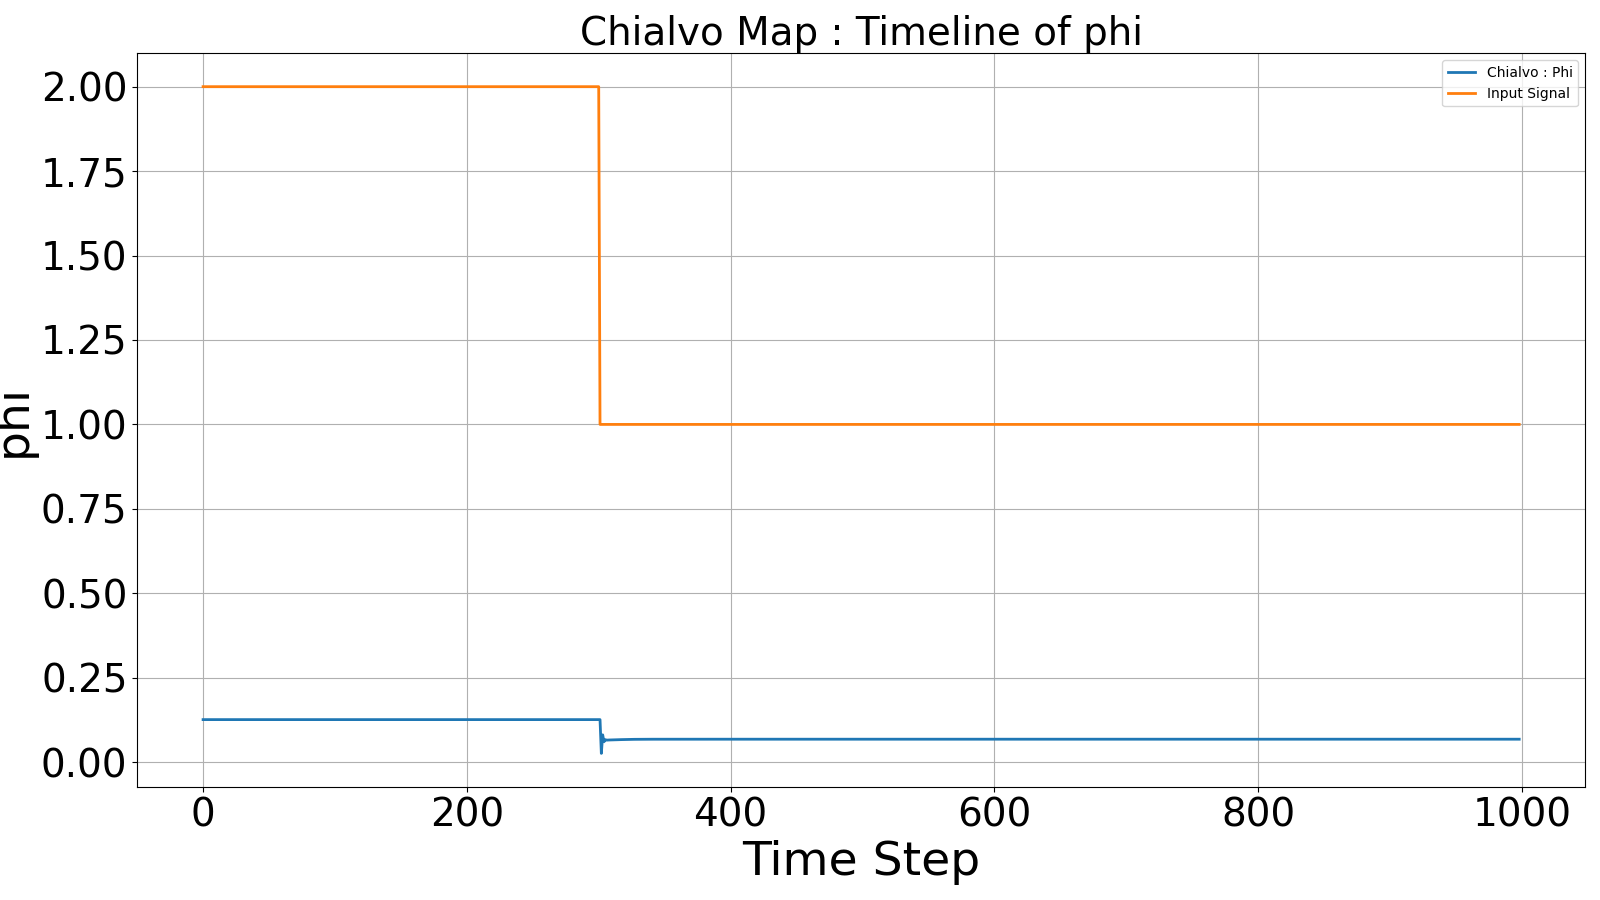 Chialvo Map : Timeline of phi
Chialvo : Phi
Input Signal
2.00
1.75
1.50
1.25
1.00
0.75
0.50
0.25
0.00
phi
0 200 400 600 800 1000
Time Step